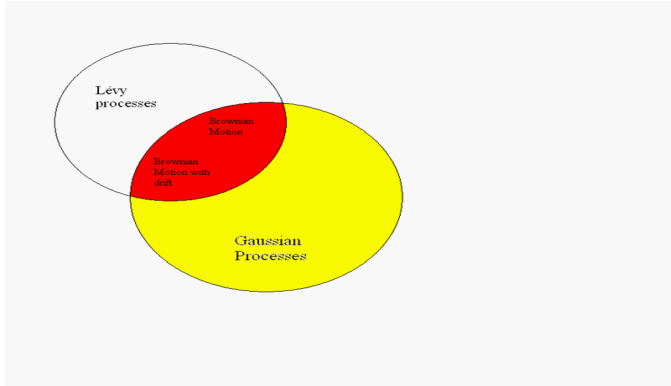 Lévy
processes
Brownian
Motion
Brownian
Motion with
drift
Gaussian
Processes